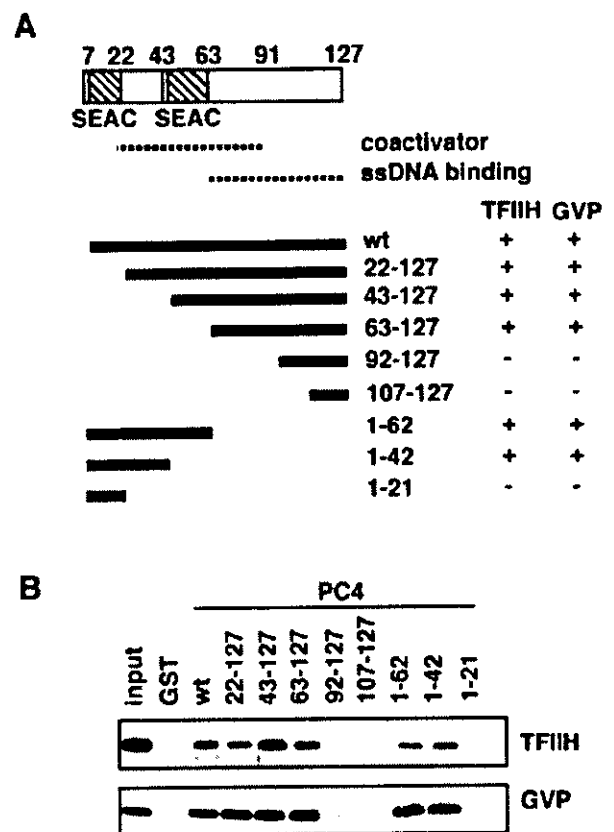 A
7 22 43 63 91 127
SEAC SEAC
coactivator
ssDNA binding
TFIIH GVP
wt + +
22-127 + +
43-127 + +
63-127 + +
92-127 - -
107-127 - -
1-62 + +
1-42 + +
1-21 - -
B
PC4
input GST wt 22-127 43-127 63-127 92-127 107-127 1-62 1-42 1-21
TFIIH
GVP